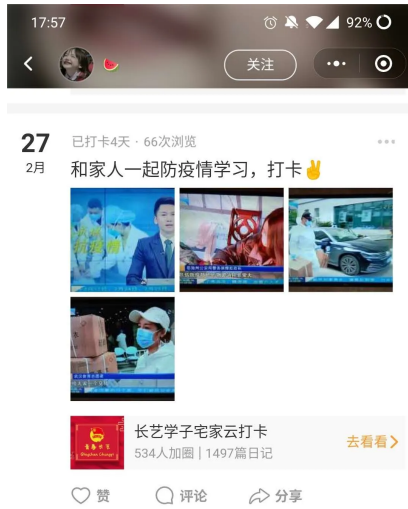 17:57
92%
关注
27
2月
已打卡4天 · 66次浏览
和家人一起防疫情学习，打卡✌
抗疫情
长艺学子宅家云打卡
534人加圈 | 1497篇日记
去看看
赞
评论
分享